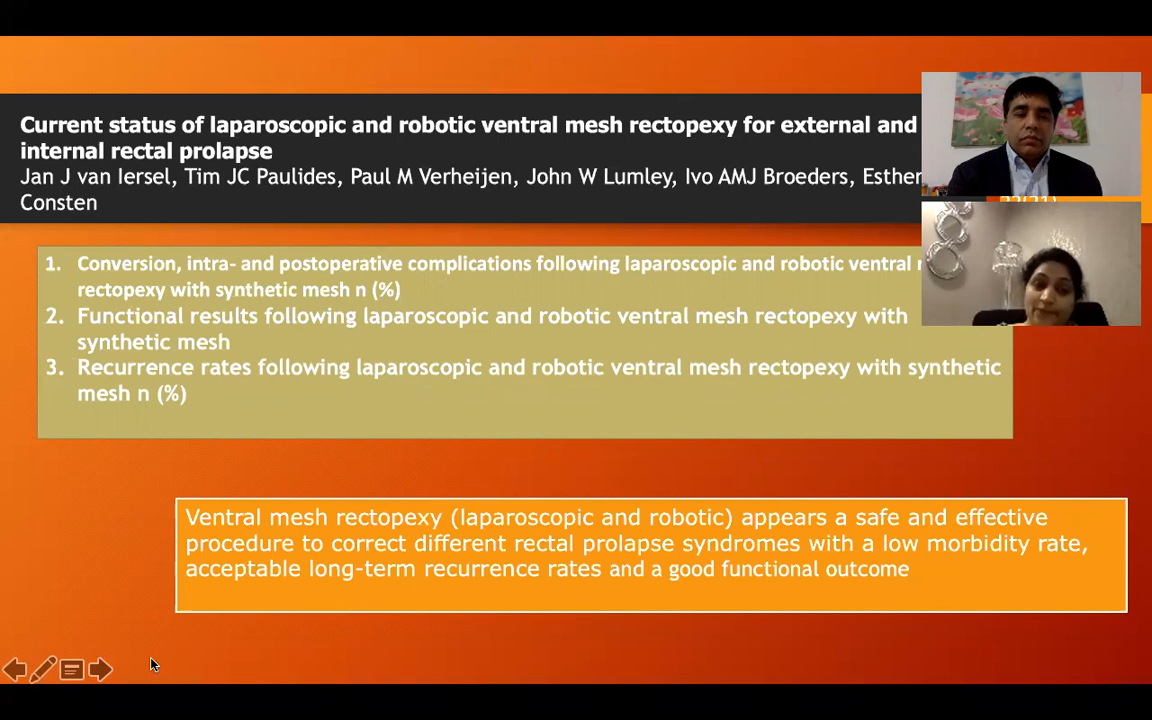 Current status of laparoscopic and robotic ventral mesh rectopexy for external and
internal rectal prolapse
Jan J van Iersel, Tim JC Paulides, Paul M Verheijen, John W Lumley, Ivo AMJ Broeders, Esther
Consten
1. Conversion, intra- and postoperative complications following laparoscopic and robotic ventral
rectopexy with synthetic mesh n (%)
2. Functional results following laparoscopic and robotic ventral mesh rectopexy with
synthetic mesh
3. Recurrence rates following laparoscopic and robotic ventral mesh rectopexy with synthetic
mesh n (%)
Ventral mesh rectopexy (laparoscopic and robotic) appears a safe and effective
procedure to correct different rectal prolapse syndromes with a low morbidity rate,
acceptable long-term recurrence rates and a good functional outcome